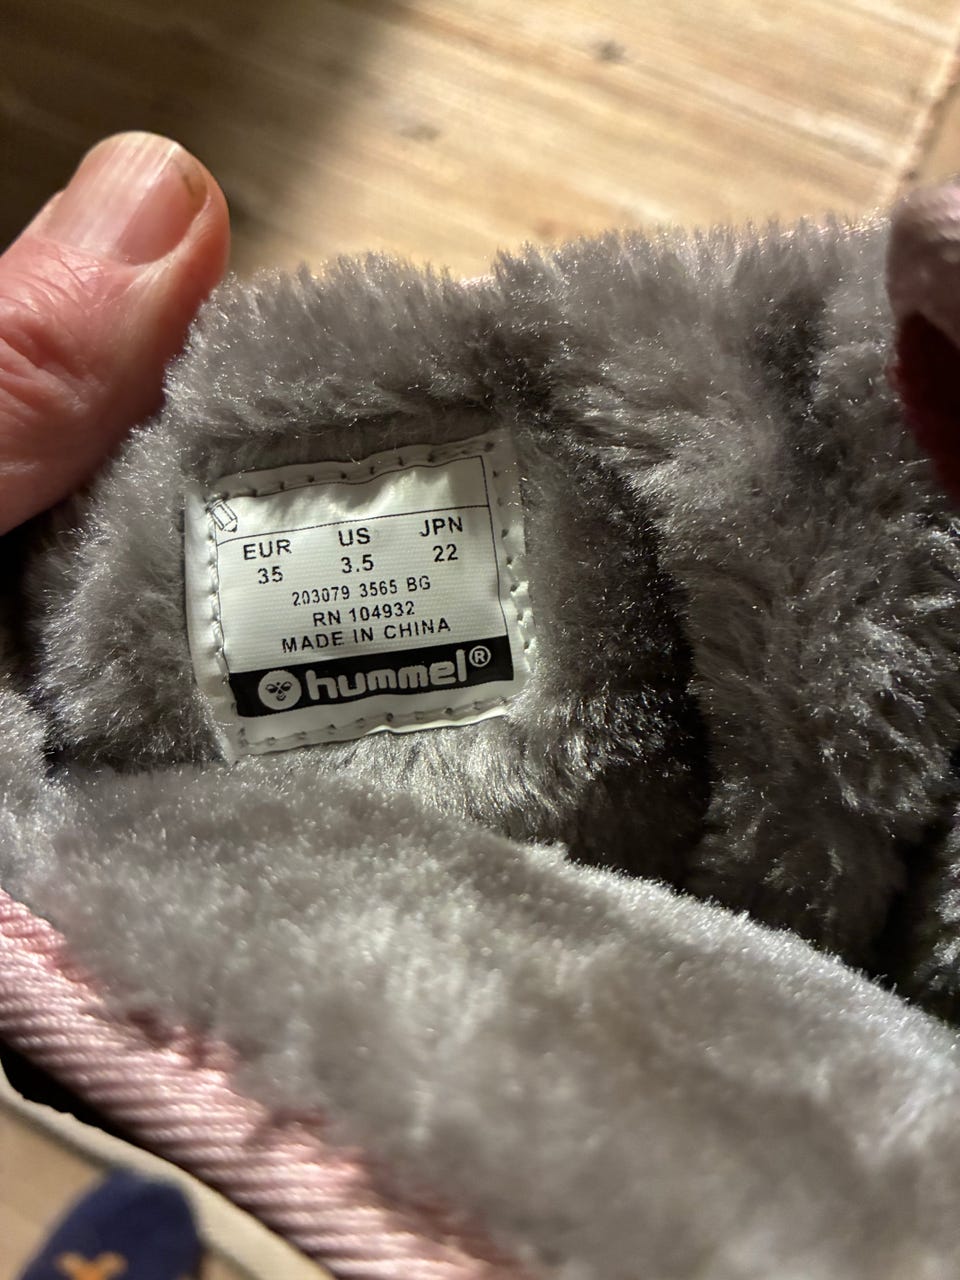 EUR US JPN
35 3.5 22
203079 3565 BG
RN 104932
MADE IN CHINA
hummel®